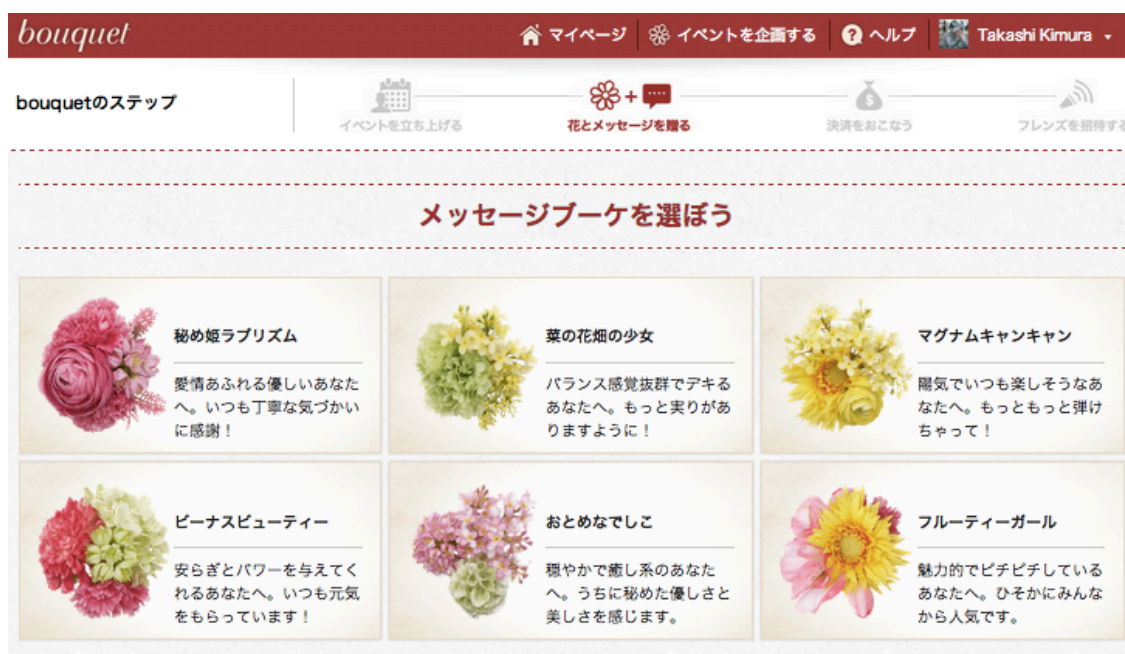 bouquet
マイページ
イベントを企画する
ヘルプ
Takashi Kimura
bouquetのステップ
イベントを立ち上げる
花とメッセージを贈る
決済をおこなう
フレンズを招待する
メッセージブーケを選ぼう
秘め姫ラブリズム
愛情あふれる優しいあなた
へ。いつも丁寧な気づかい
に感謝！
菜の花畑の少女
バランス感覚抜群でデキる
あなたへ。もっと実りがあ
りますように！
マグナムキャンキャン
陽気でいつも楽しそうなあ
なたへ。もっともっと弾け
ちゃって！
ビーナスビューティー
安らぎとパワーを与えてく
れるあなたへ。いつも元気
をもらっています！
おとめなでしこ
穏やかで癒し系のあなた
へ。うちに秘めた優しさと
美しさを感じます。
フルーティーガール
魅力的でピチピチしている
あなたへ。ひそかにみんな
から人気です。